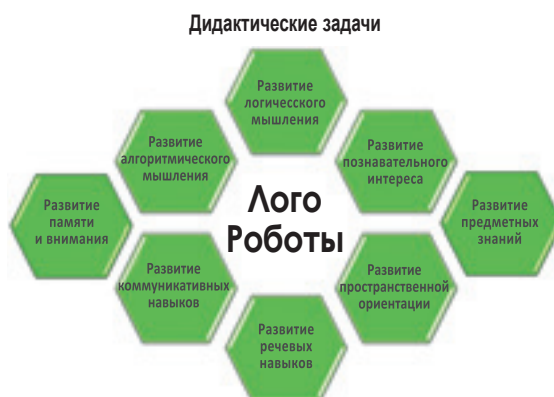 Дидактические задачи
Развитие
логичесского
мышления
Развитие
алгоритмического
мышления
Развитие
познавательного
интереса
Развитие
памяти
и внимания
Лого
Роботы
Развитие
предметных
знаний
Развитие
коммуникативных
навыков
Развитие
пространственной
ориентации
Развитие
речевых
навыков